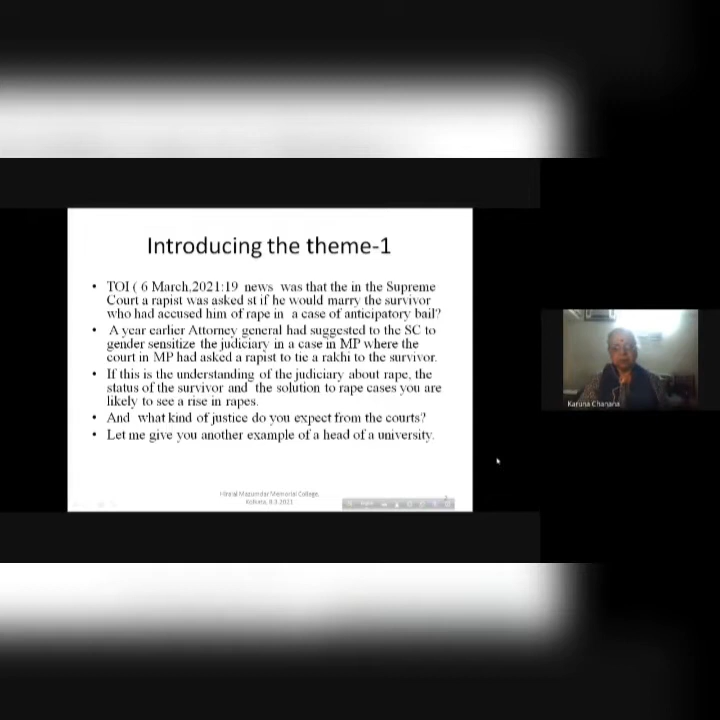 Introducing the theme-1
• TOI ( 6 March,2021:19 news was that the in the Supreme
Court a rapist was asked st if he would marry the survivor
who had accused him of rape in a case of anticipatory bail?
• A year earlier Attorney general had suggested to the SC to
gender sensitize the judiciary in a case in MP where the
court in MP had asked a rapist to tie a rakhi to the survivor.
• If this is the understanding of the judiciary about rape, the
status of the survivor and the solution to rape cases you are
likely to see a rise in rapes.
• And what kind of justice do you expect from the courts?
• Let me give you another example of a head of a university.
Hiralal Mazumdar Memorial College,
Kolkata, 8.3.2021
2
Karuna Chanana